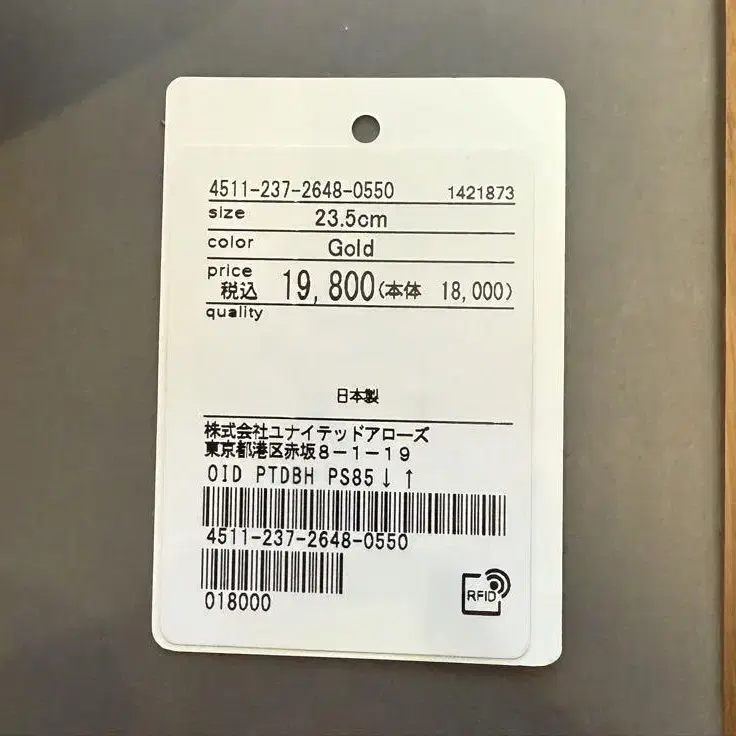 4511-237-2648-0550 1421873
size 23.5cm
color Gold
price
税込 19,800(本体 18,000)
quality
日本製
株式会社ユナイテッドアローズ
東京都港区赤坂8-1-19
OID PTDBH PS85↓ ↑
4511-237-2648-0550
018000
RFID